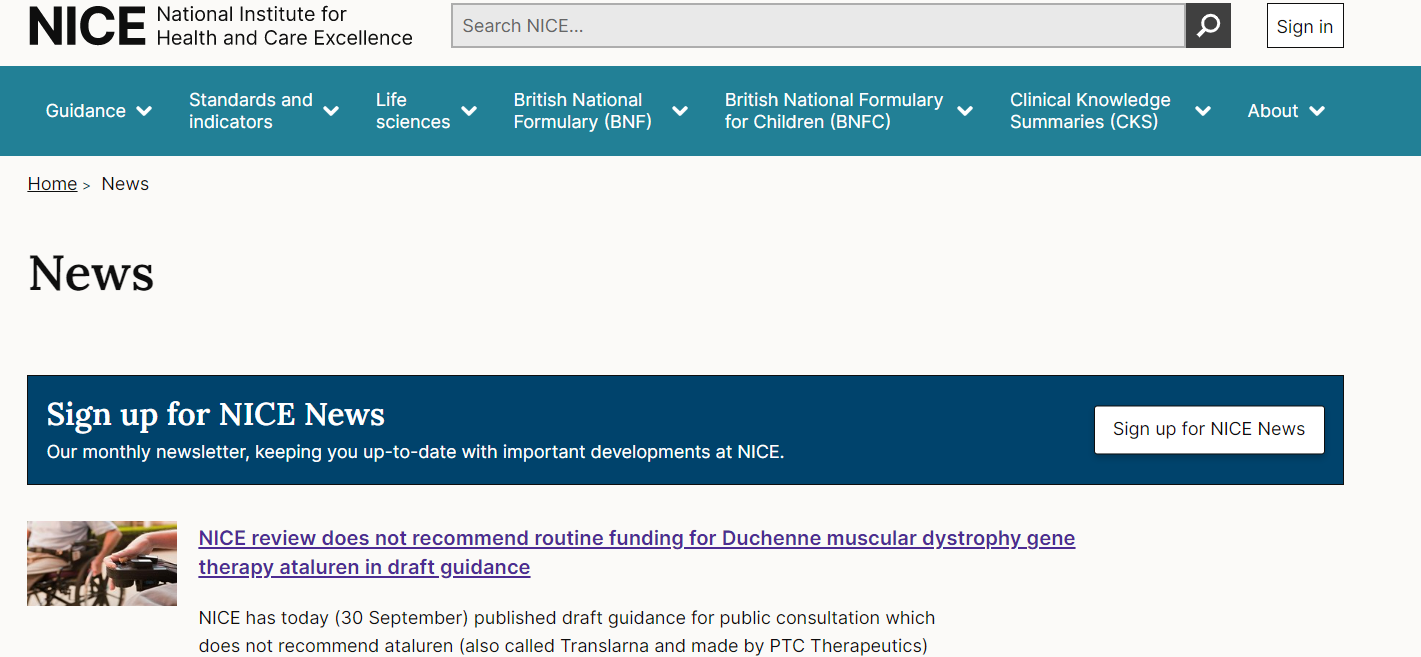 NICE National Institute for
Health and Care Excellence
Search NICE...
Sign in
Guidance
Standards and
indicators
Life
sciences
British National
Formulary (BNF)
British National Formulary
for Children (BNFC)
Clinical Knowledge
Summaries (CKS)
About
Home > News
News
Sign up for NICE News
Our monthly newsletter, keeping you up-to-date with important developments at NICE.
Sign up for NICE News
NICE review does not recommend routine funding for Duchenne muscular dystrophy gene
therapy ataluren in draft guidance
NICE has today (30 September) published draft guidance for public consultation which
does not recommend ataluren (also called Translarna and made by PTC Therapeutics)